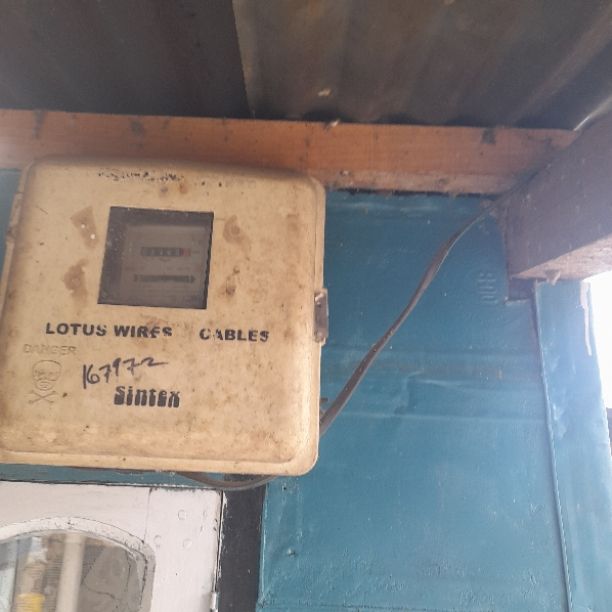 LOTUS WIRES CABLES
DANGER
167972
Sintex